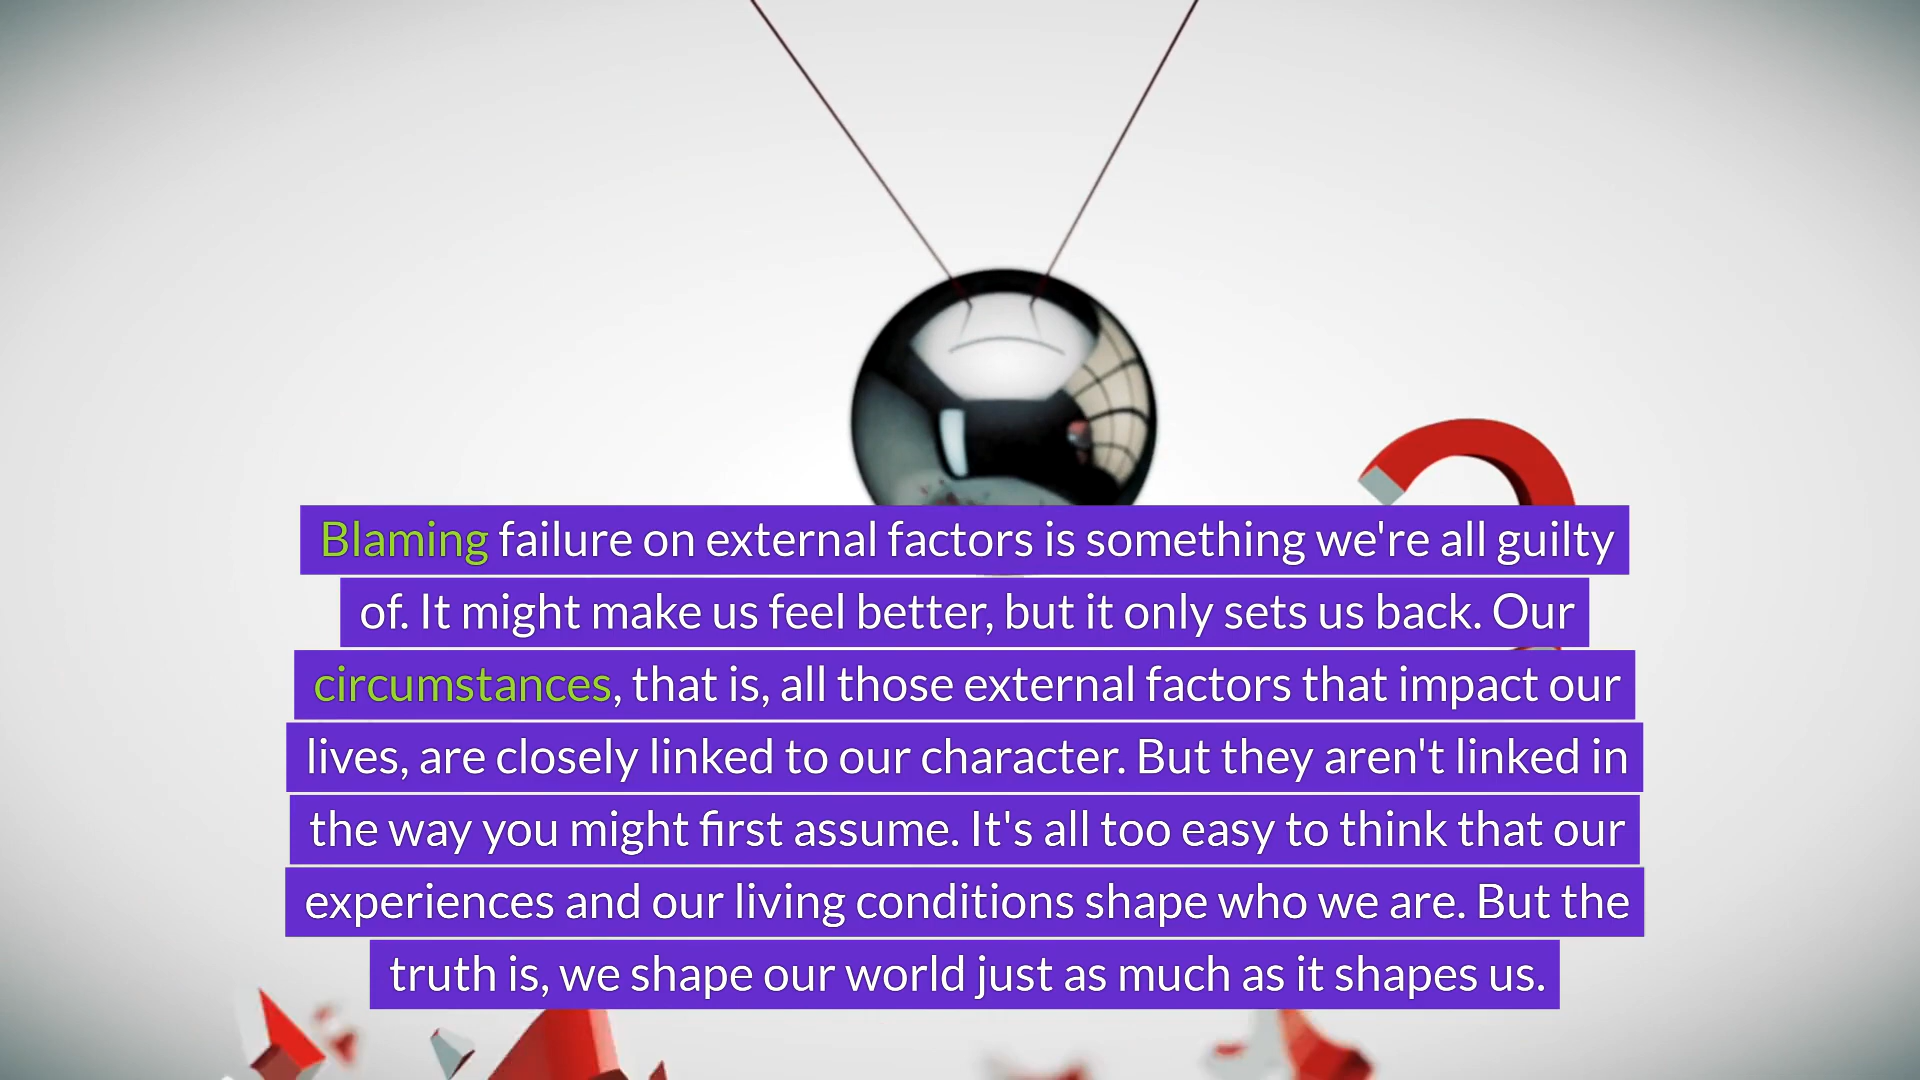 Blaming failure on external factors is something we're all guilty
of. It might make us feel better, but it only sets us back. Our
circumstances, that is, all those external factors that impact our
lives, are closely linked to our character. But they aren't linked in
the way you might first assume. It's all too easy to think that our
experiences and our living conditions shape who we are. But the
truth is, we shape our world just as much as it shapes us.